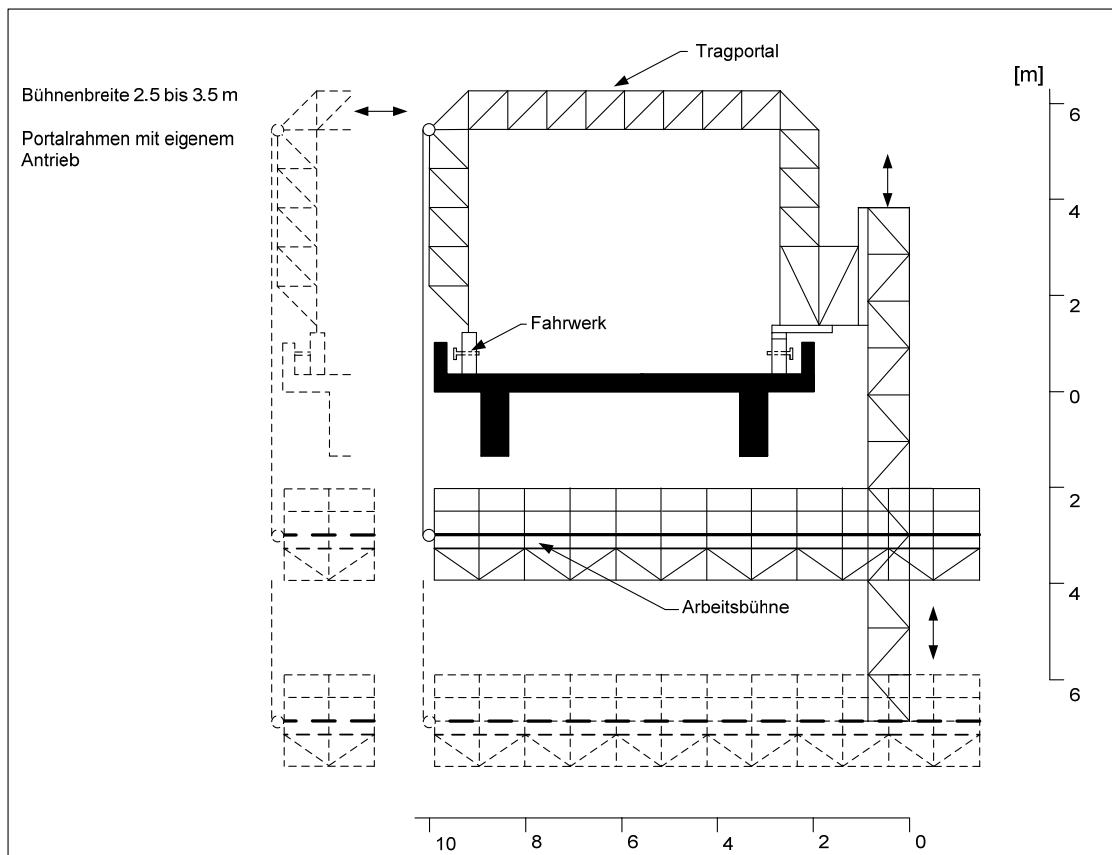 Tragportal
[m]
Bühnenbreite 2.5 bis 3.5 m
Portalrahmen mit eigenem
Antrieb
6
4
2
Fahrwerk
0
2
4
Arbeitsbühne
6
10 8 6 4 2 0